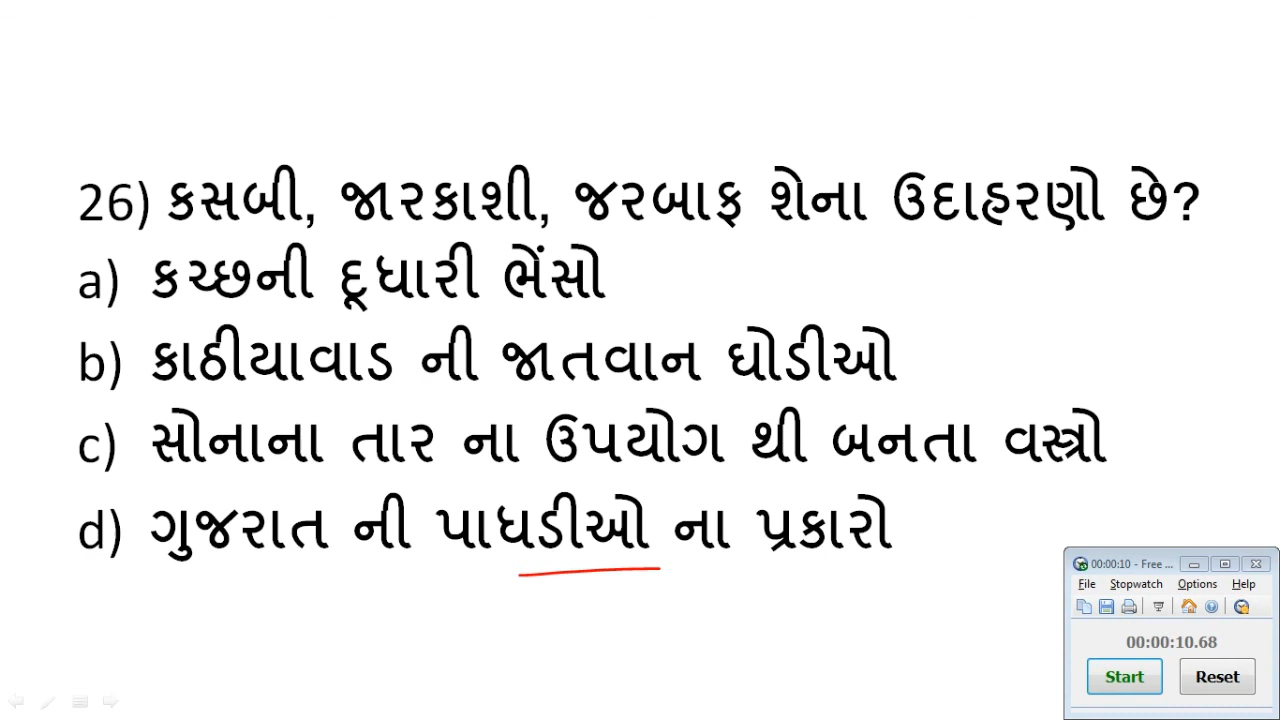 26) કસબી, જારકાશી, જરબાફ શેના ઉદાહરણો છે?
a) કચ્છની દૂધારી ભેંસો
b) કાઠીયાવાડ ની જાતવાન ઘોડીઓ
c) સોનાના તાર ના ઉપયોગ થી બનતા વસ્ત્રો
d) ગુજરાત ની પાઘડીઓ ના પ્રકારો
00:00:10 - Free ...
File Stopwatch Options Help
00:00:10.68
Start Reset